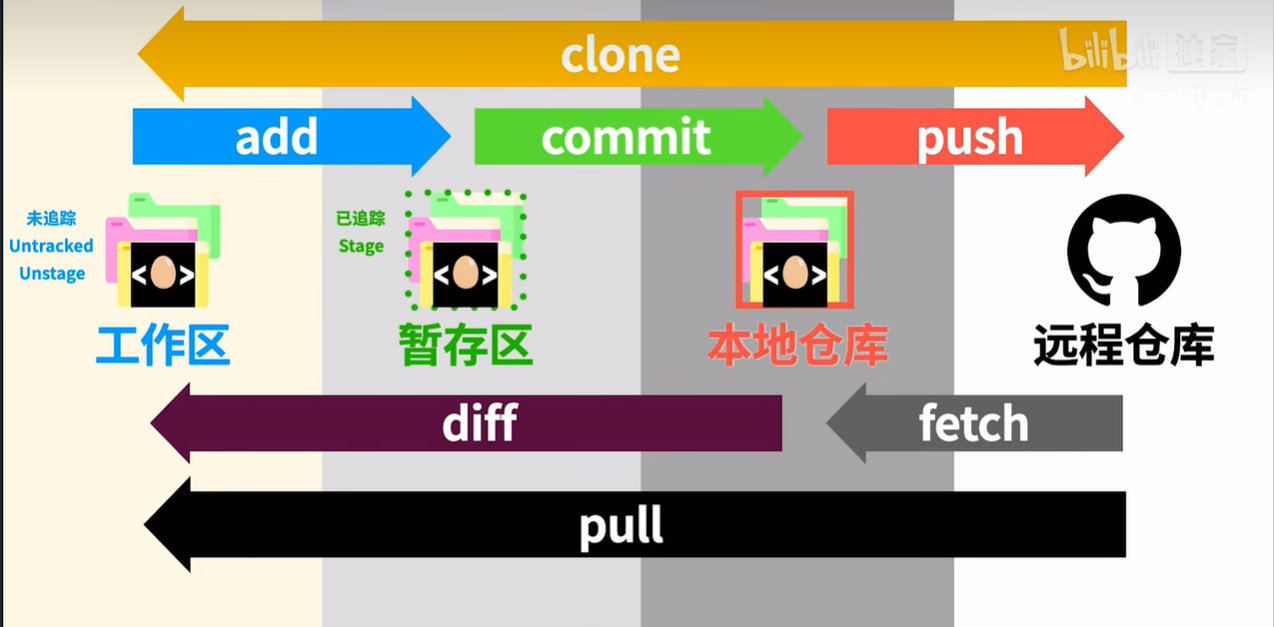 clone
bilibili 独家
add
commit
push
未追踪
Untracked
Unstage
已追踪
Stage
< >
< >
< >
工作区
暂存区
本地仓库
远程仓库
diff
fetch
pull